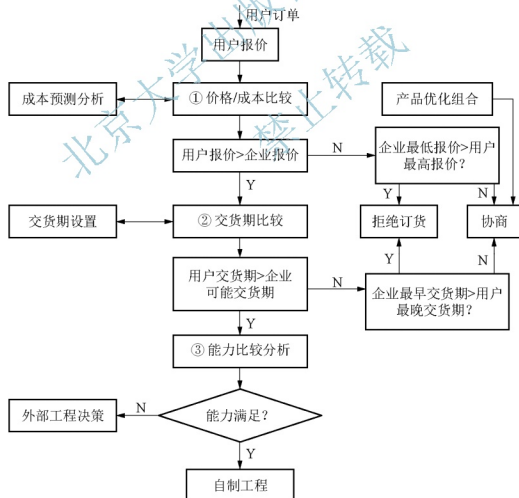 用户订单
用户报价
成本预测分析
①价格/成本比较
产品优化组合
用户报价>企业报价
N
企业最低报价>用户
最高报价?
Y
Y
N
交货期设置
②交货期比较
拒绝订货
协商
用户交货期>企业
可能交货期
N
Y
N
企业最早交货期>用户
最晚交货期?
Y
③能力比较分析
外部工程决策
N
能力满足?
Y
自制工程
北京大学出版
禁止转载